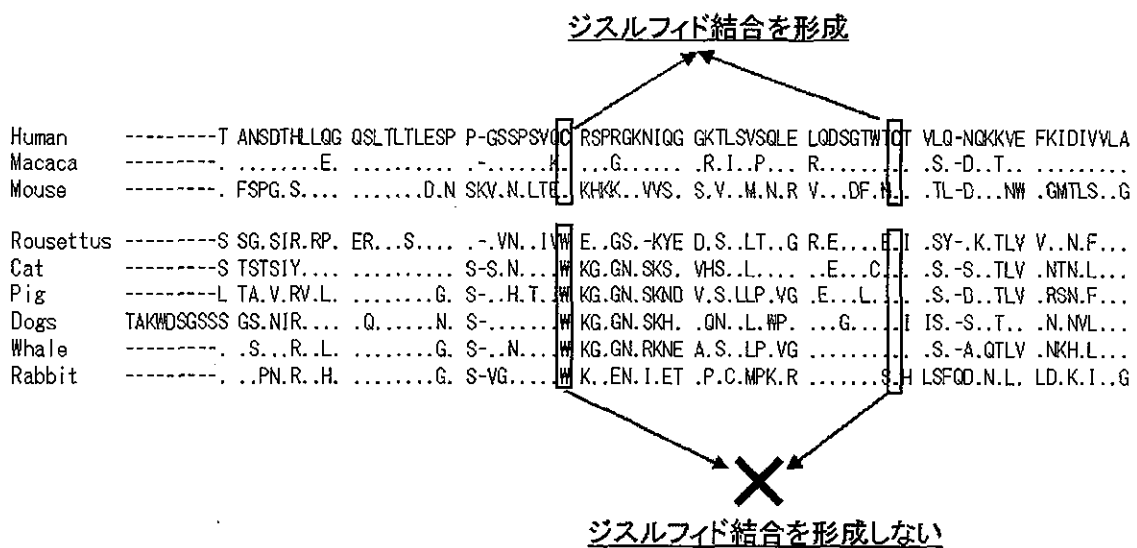 ジスルフィド結合を形成
Human ---------T ANSDTHLLQG QSLTLTLESP P-GSSPSVQC RSPRGKNIQG GKTLSVSQLE LQDSGTWTCT VLQ-NQKKVE FKIDIVVLA
Macaca ---------. .......E.. .......... .-.......K. ...G...... .R.I..P... R......... .S.-D..T.. .........
Mouse ---------. FSPG.S.... ........D.N SKV.N.LTE. KHKK...VVS. S.V..M.N.R V...DF.N.. .TL-D...NW .GMTLS..G
Rousettus ---------S SG.SIR.RP. ER...S.... .-.VN..IVW E..GS.-KYE D.S..LT..G R.E....E.I .SY-.K.TLV V..N.F...
Cat ---------S TSTSIY.... .......... S-S.N....W KG.GN.SKS. VHS..L.... ...E...C.. .S.-S..TLV .NTN.L...
Pig ---------L TA.V.RV.L. ........G. S-..H.T..W KG.GN.SKND V.S.LLP.VG .E...L.... .S.-D..TLV .RSN.F...
Dogs TAKWDSGSSS GS.NIR.... .Q......N. S-.......W KG.GN.SKH. .QN..L.WP. ....G....I IS.-S..T.. .N.NVL...
Whale ---------. ..S...R..L. ........G. S-..N....W KG.GN.RKNE A.S..LP.VG .......... .S.-A.QTLV .NKH.L...
Rabbit ---------. ..PN.R..H. ........G. S-VG.....W K..EN.I.ET .P.C.MPK.R .......S.H LSFQD.N.L. LD.K.I..G
ジスルフィド結合を形成しない